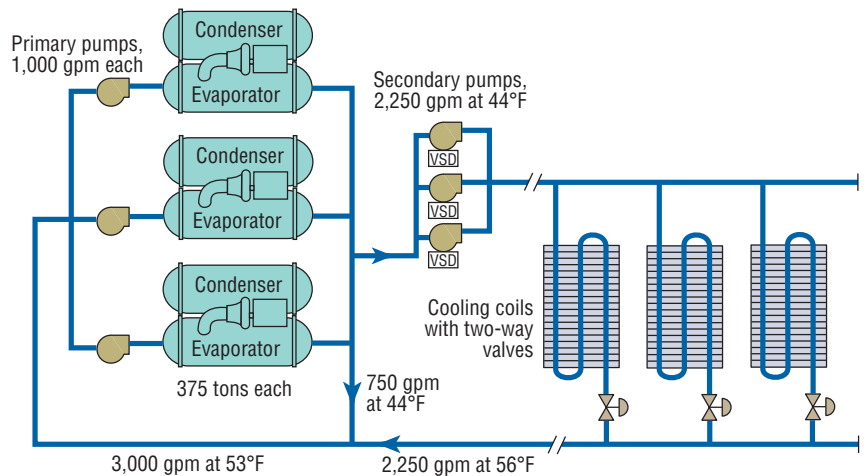 Primary pumps,
1,000 gpm each
Condenser
Evaporator
Condenser
Evaporator
Condenser
Evaporator
375 tons each
Secondary pumps,
2,250 gpm at 44°F
VSD
VSD
VSD
Cooling coils
with two-way
valves
750 gpm
at 44°F
3,000 gpm at 53°F
2,250 gpm at 56°F